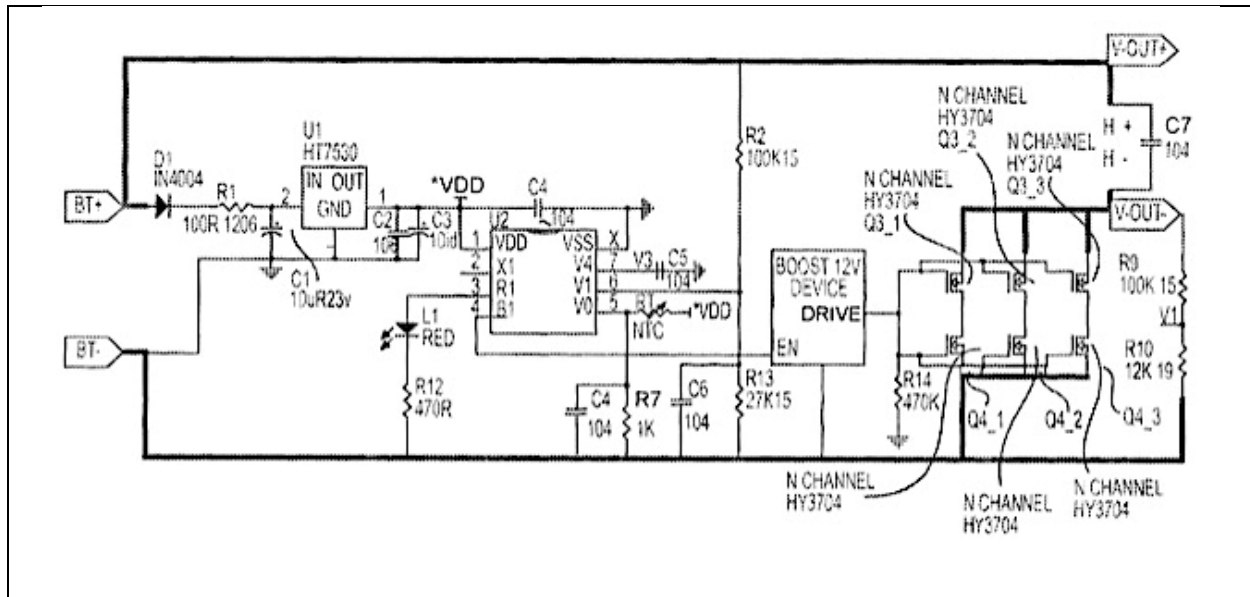 V-OUT+
N CHANNEL
HY3704
Q3_2
H +
H -
C7
104
N CHANNEL
HY3704
Q3_3
U1
HT7530
D1
IN4004
R2
100K15
N CHANNEL
HY3704
Q3_1
R1
2
IN OUT
GND
1
*VDD
C4
104
BT+
100R 1206
C2
106
C3
V-OUT-
U2
1
VDD
VSS
X
2
X1
V4
7
V3
C5
104
3
R1
V1
6
4
B1
V0
5
C1
10uR23v
BOOST 12V
DEVICE
DRIVE
EN
R9
100K 15
V1
L1
RED
NTC
*VDD
BT-
R10
12K 19
R12
470R
C4
104
R7
1K
C6
104
R13
27K15
R14
470K
Q4_1
Q4_2
Q4_3
N CHANNEL
HY3704
N CHANNEL
HY3704
N CHANNEL
HY3704